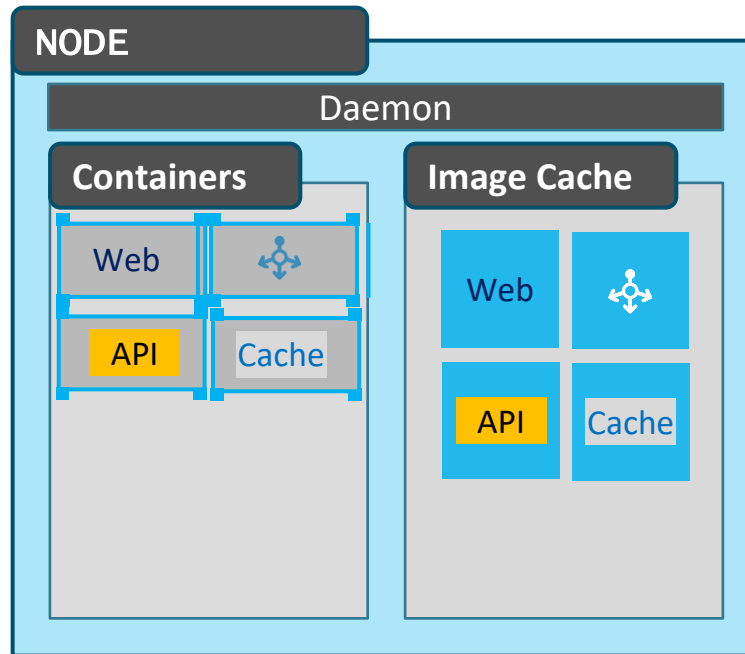 NODE
Daemon
Containers
Web
API
Cache
Image Cache
Web
API
Cache